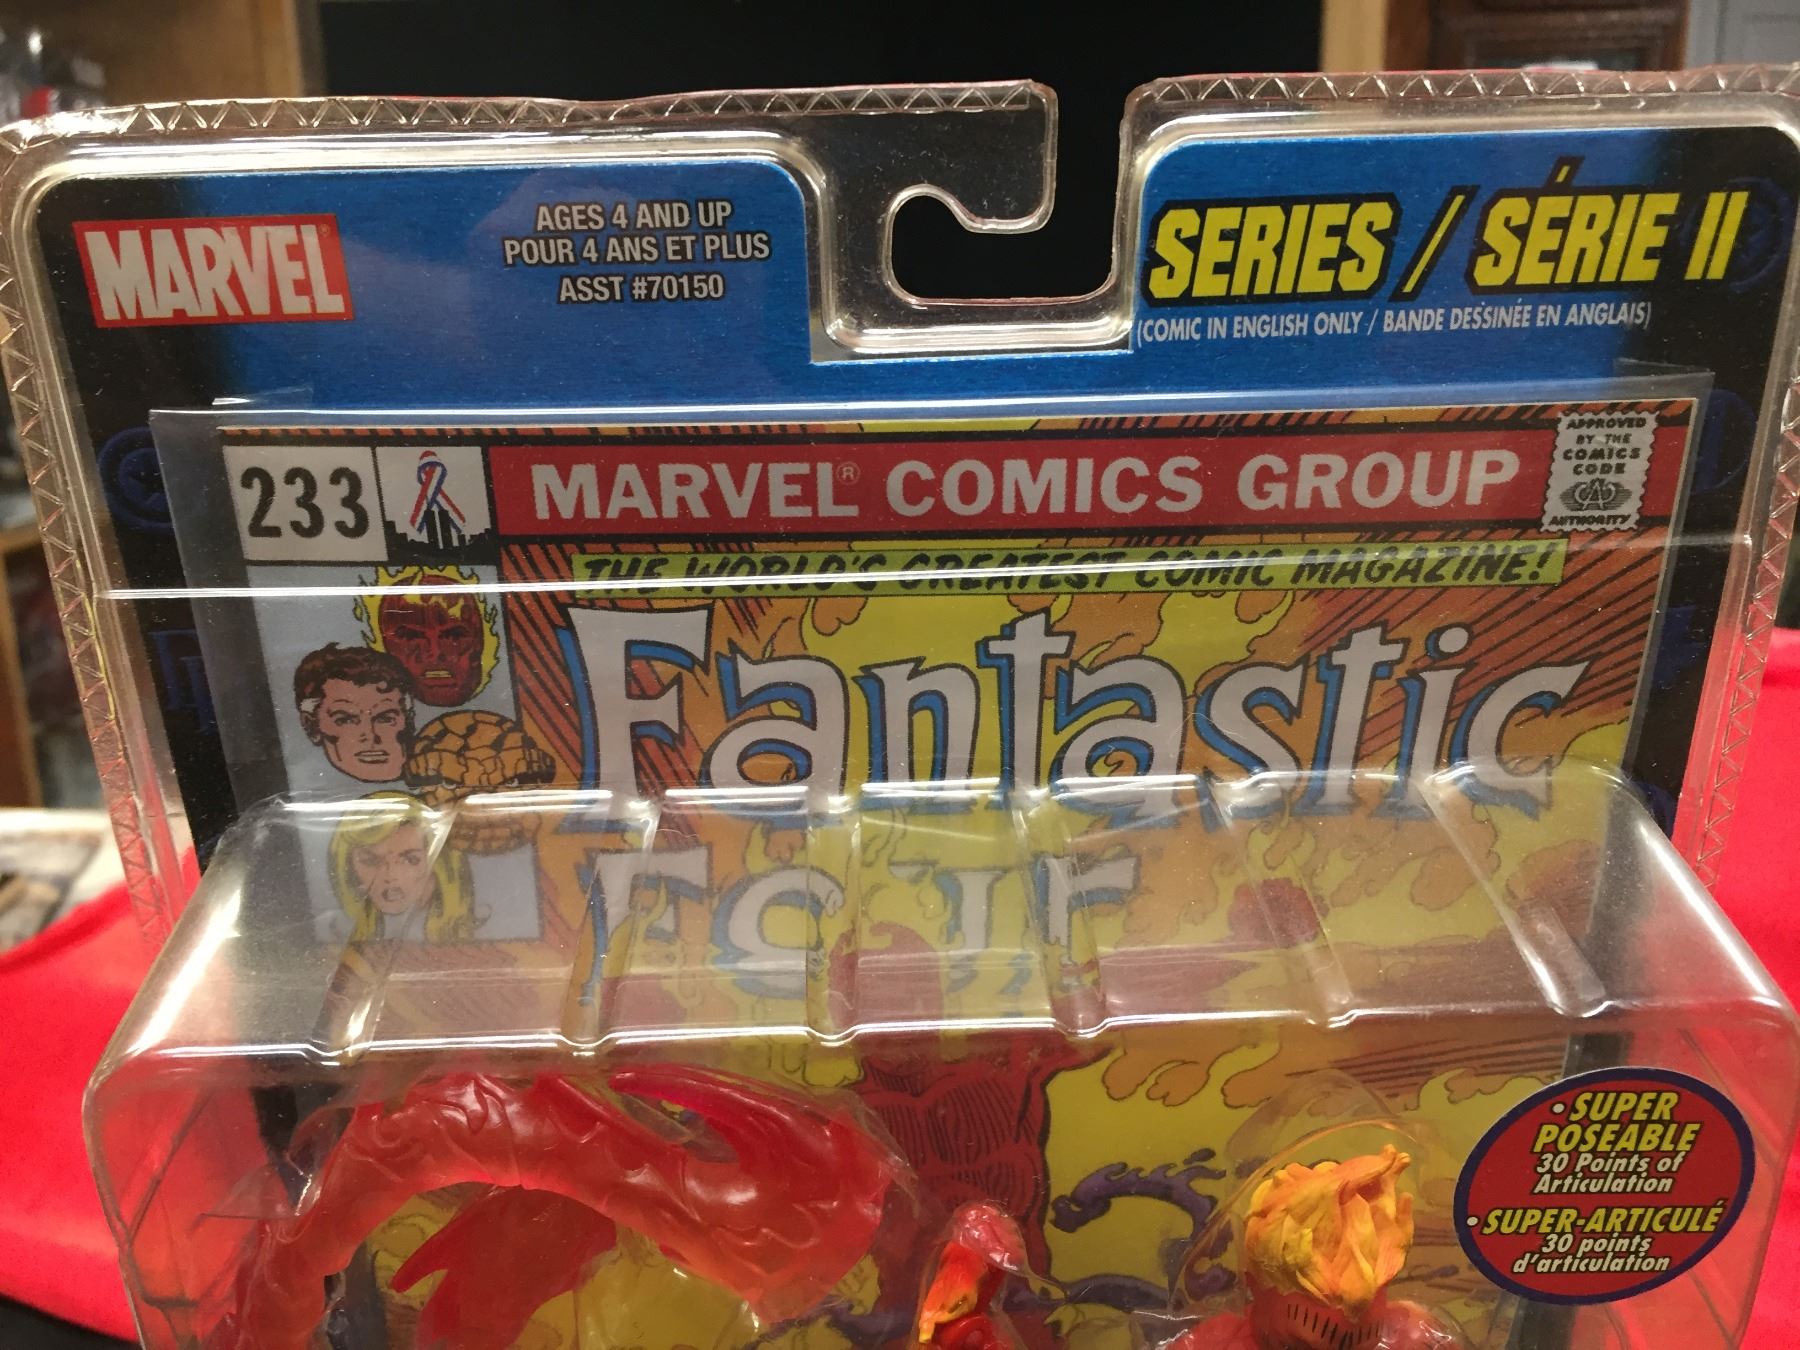 MARVEL
AGES 4 AND UP
POUR 4 ANS ET PLUS
ASST #70150
SERIES / SÉRIE II
(COMIC IN ENGLISH ONLY / BANDE DESSINÉE EN ANGLAIS)
233
MARVEL® COMICS GROUP
APPROVED
BY THE
COMICS
CODE
CA
AUTHORITY
THE WORLD'S GREATEST COMIC MAGAZINE!
Fantastic
Four
• SUPER
POSEABLE
30 Points of
Articulation
• SUPER-ARTICULÉ
30 points
d'articulation